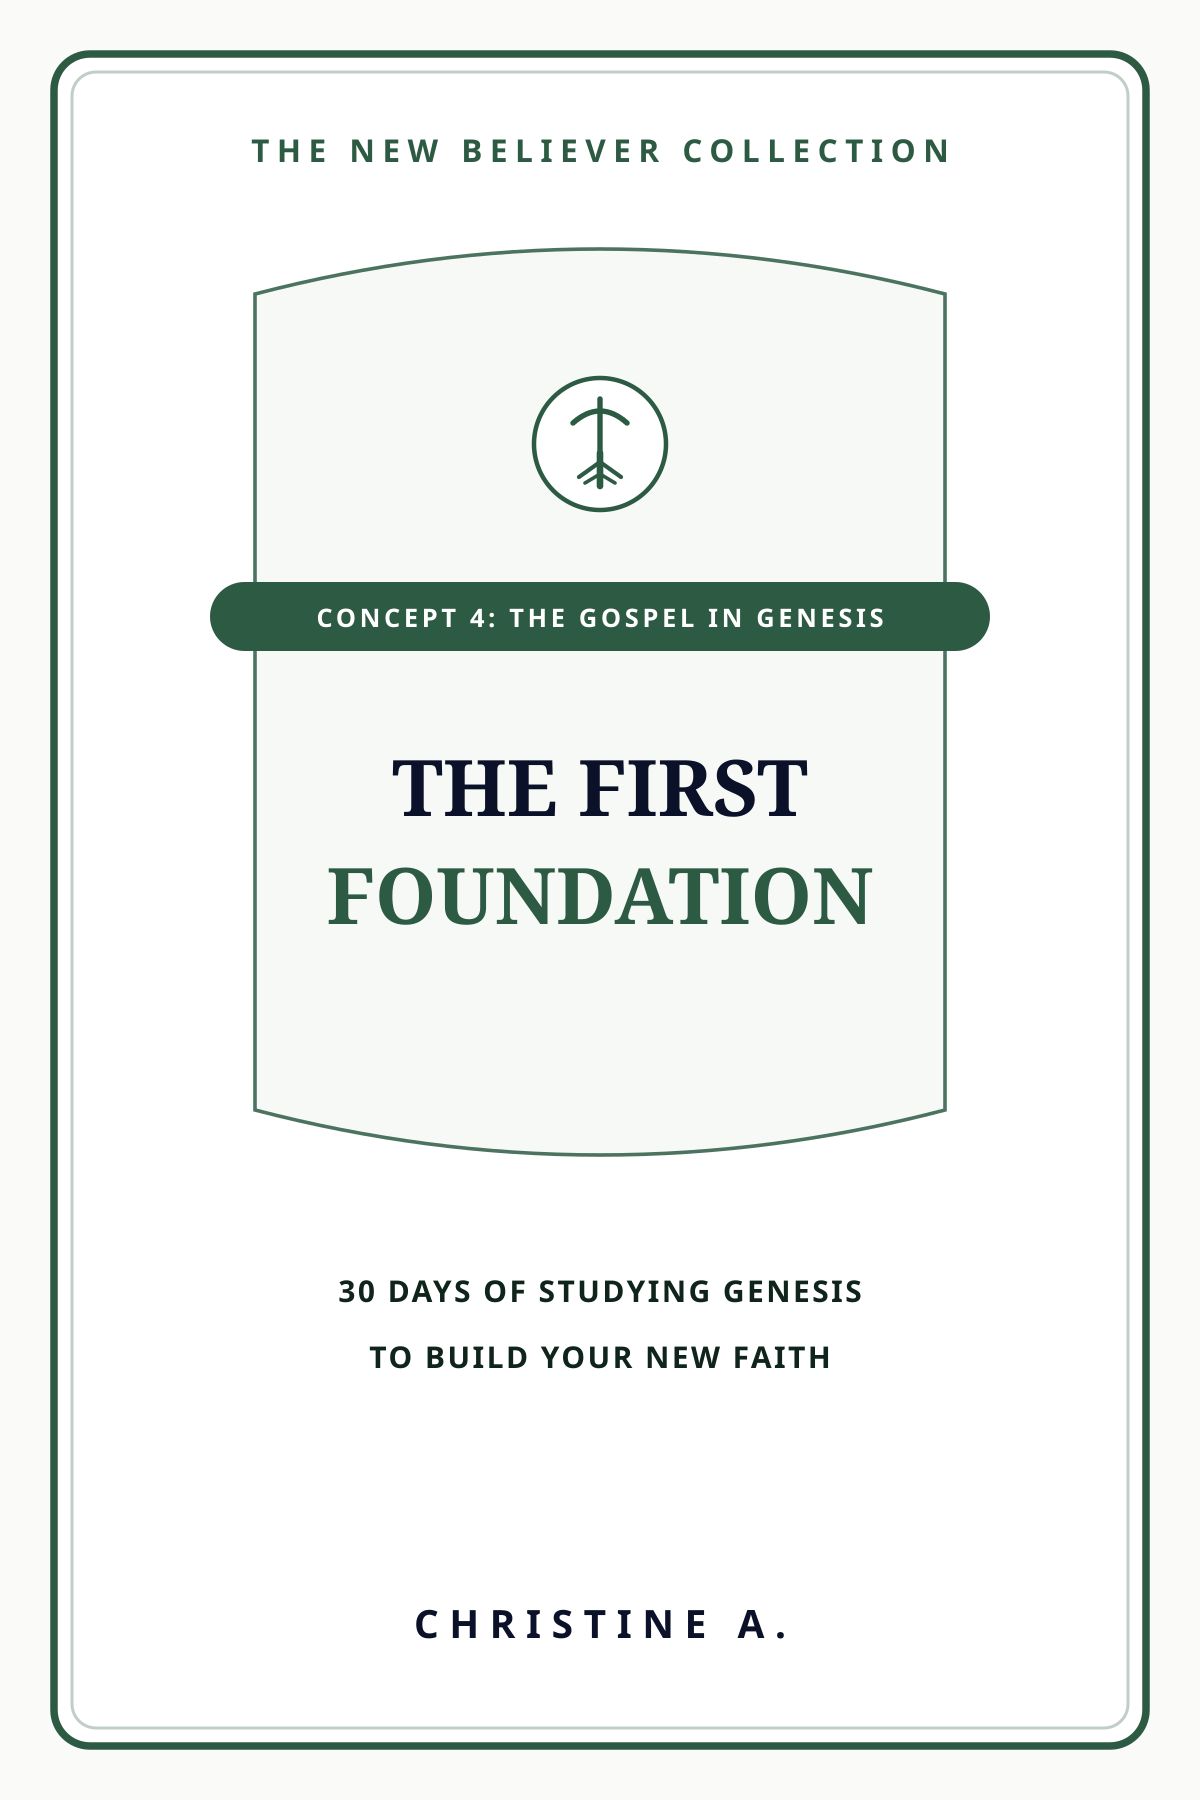 THE NEW BELIEVER COLLECTION
CONCEPT 4: THE GOSPEL IN GENESIS
THE FIRST
FOUNDATION
30 DAYS OF STUDYING GENESIS
TO BUILD YOUR NEW FAITH
CHRISTINE A.